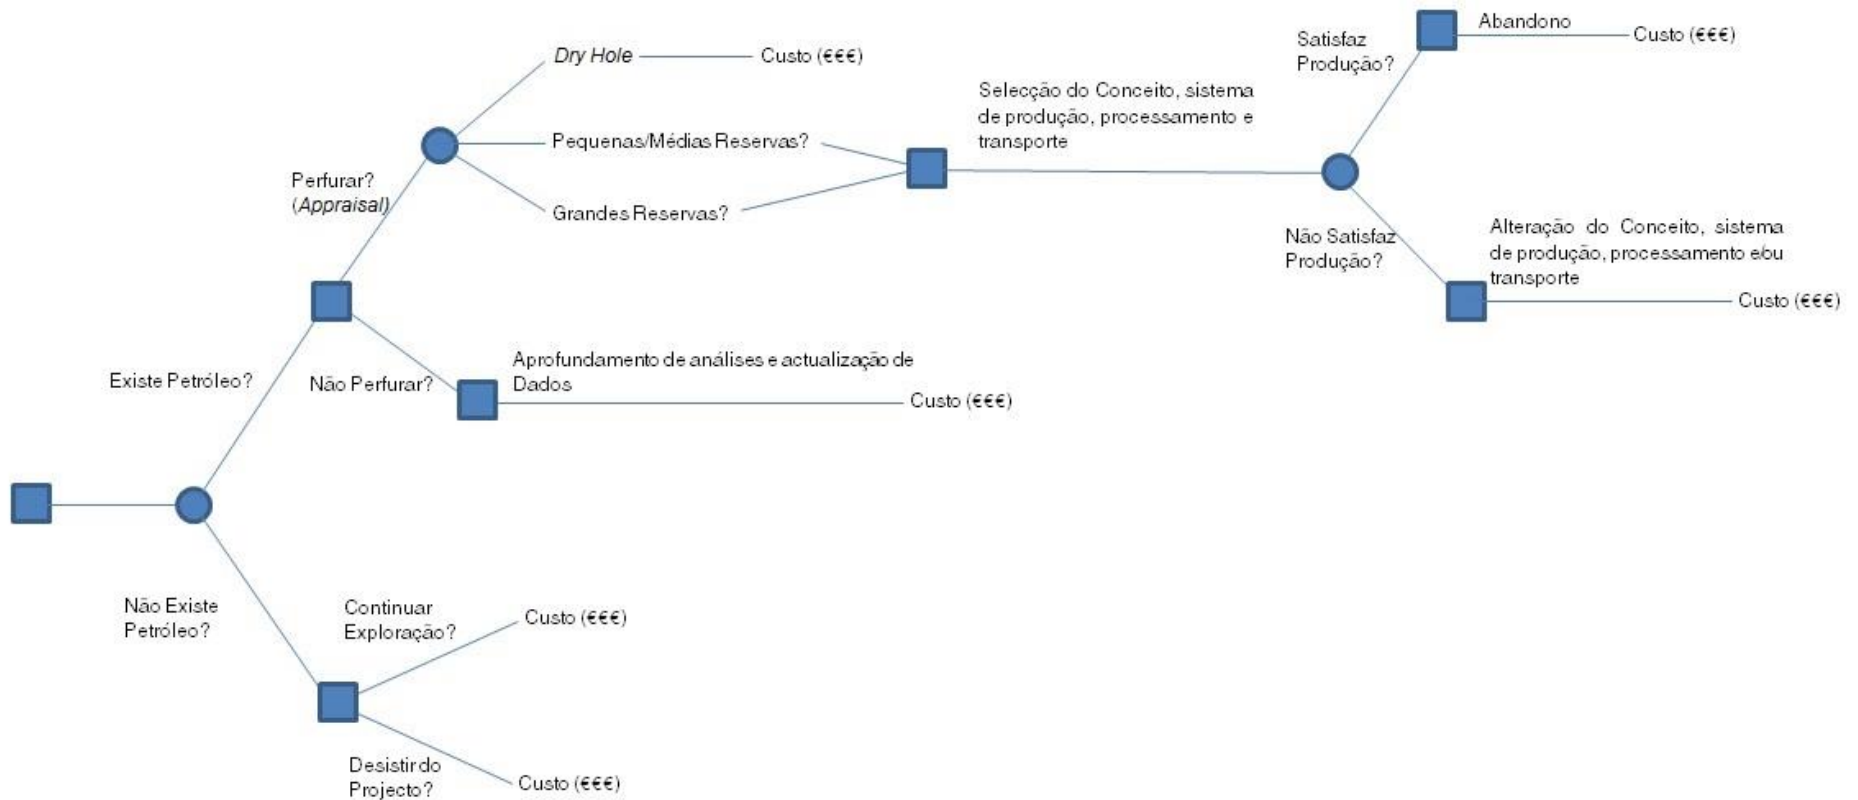 Satisfaz
Produção?
Abandono
Custo (€€€)
Dry Hole
Custo (€€€)
Selecção do Conceito, sistema
de produção, processamento e
transporte
Pequenas/Médias Reservas?
Perfurar?
(Appraisal)
Grandes Reservas?
Não Satisfaz
Produção?
Alteração do Conceito, sistema
de produção, processamento e/ou
transporte
Custo (€€€)
Existe Petróleo?
Não Perfurar?
Aprofundamento de análises e actualização de
Dados
Custo (€€€)
Não Existe
Petróleo?
Continuar
Exploração?
Custo (€€€)
Desistir do
Projecto?
Custo (€€€)